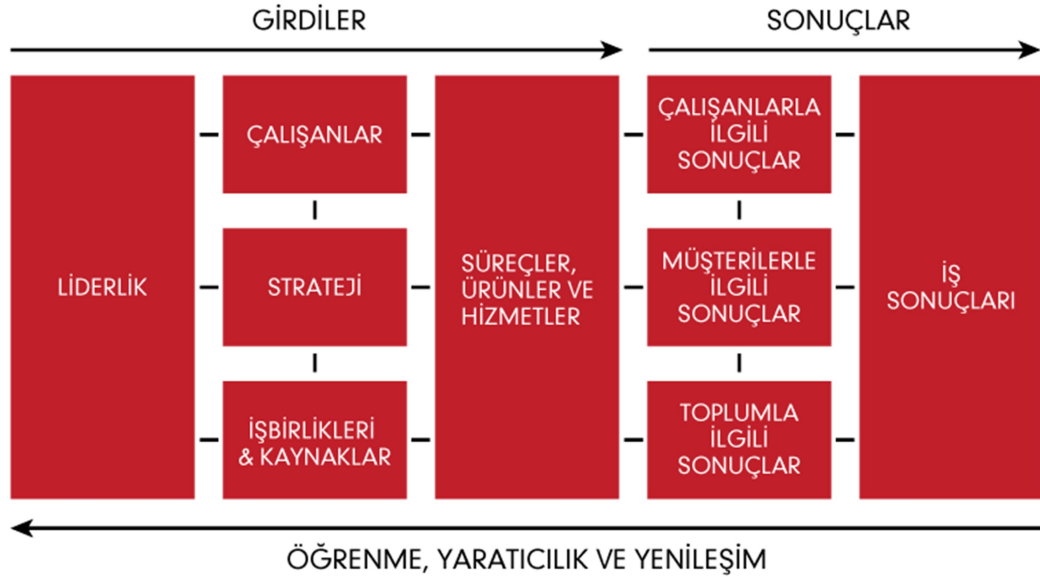 GİRDİLER
SONUÇLAR
LİDERLİK
ÇALIŞANLAR
STRATEJİ
İŞBİRLİKLERİ
& KAYNAKLAR
SÜREÇLER,
ÜRÜNLER VE
HİZMETLER
ÇALIŞANLARLA
İLGİLİ
SONUÇLAR
MÜŞTERİLERLE
İLGİLİ
SONUÇLAR
TOPLUMLA
İLGİLİ
SONUÇLAR
İŞ
SONUÇLARI
ÖĞRENME, YARATICILIK VE YENİLEŞİM